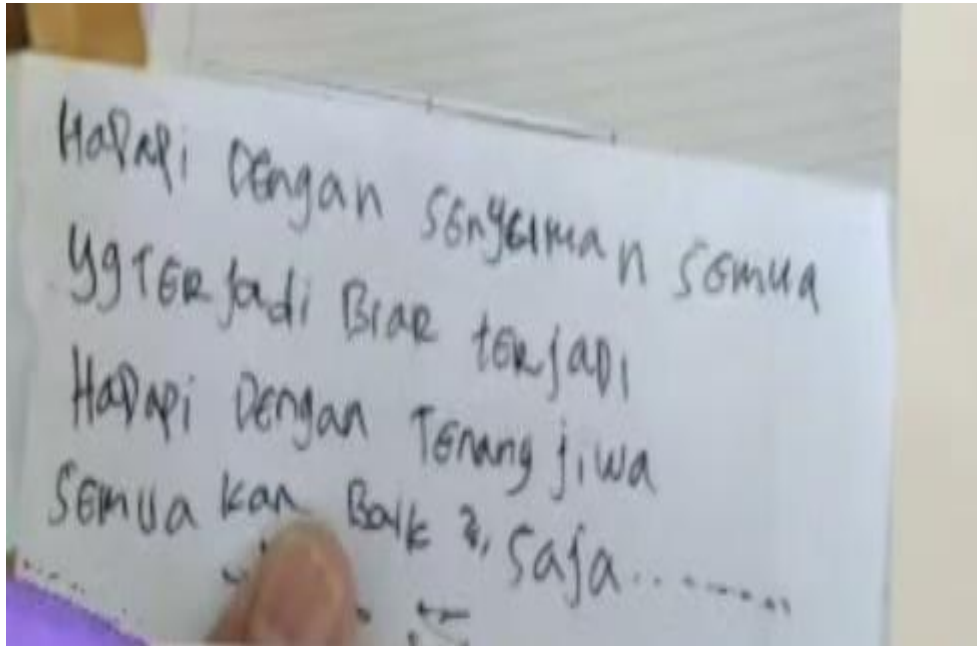 Hadapi Dengan Senyuman semua
yg Terjadi Biar terjadi
Hadapi Dengan Tenang jiwa
Semua kan Baik 2, saja..........